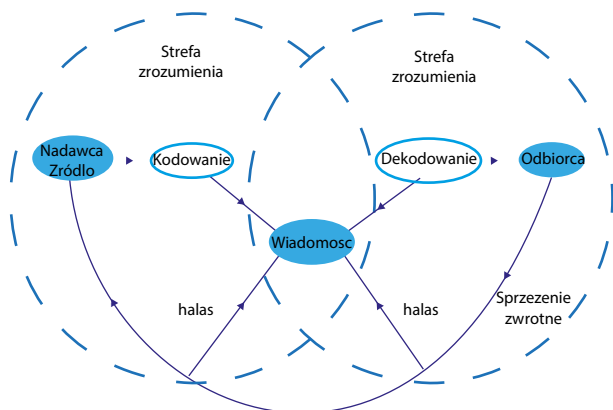 Strefa
zrozumienia
Strefa
zrozumienia
Nadawca
Zródlo
Kodowanie
Dekodowanie
Odbiorca
Wiadomosc
halas
halas
Sprzezenie
zwrotne